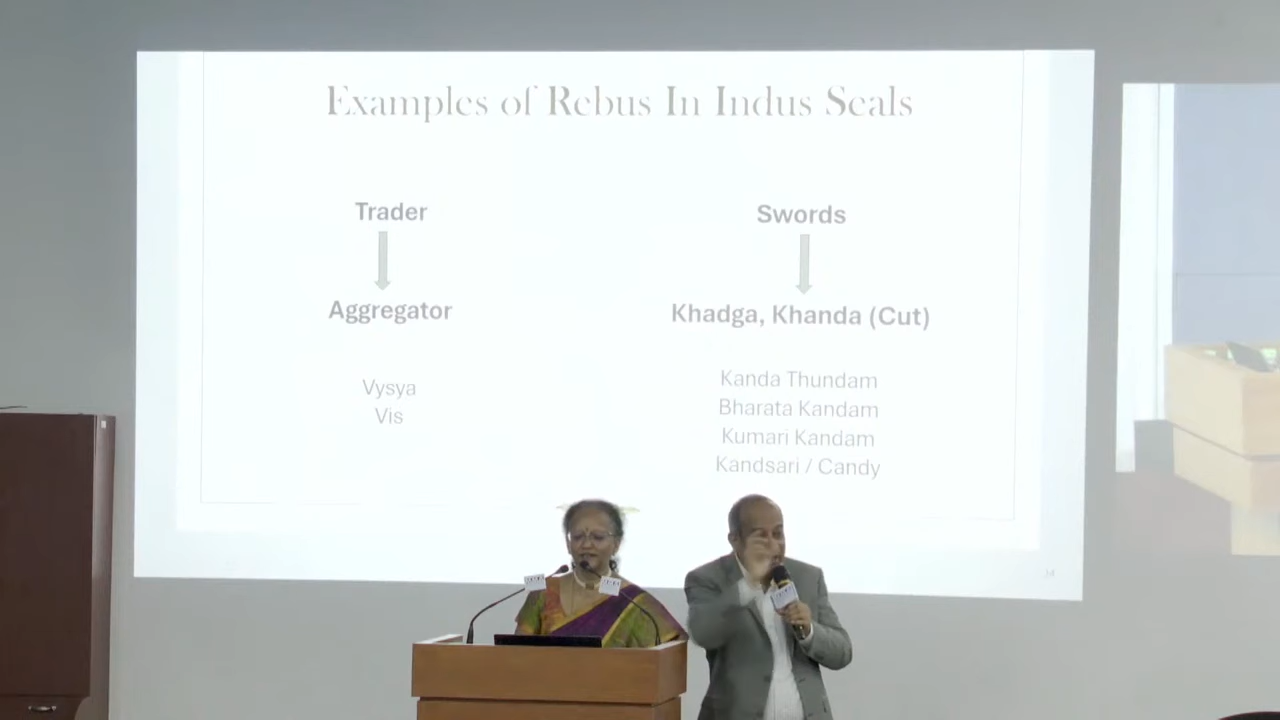 Examples of Rebus In Indus Seals
Trader
Aggregator
Vysya
Vis
Swords
Khadga, Khanda (Cut)
Kanda Thundam
Bharata Kandam
Kumari Kandam
Kandsari / Candy